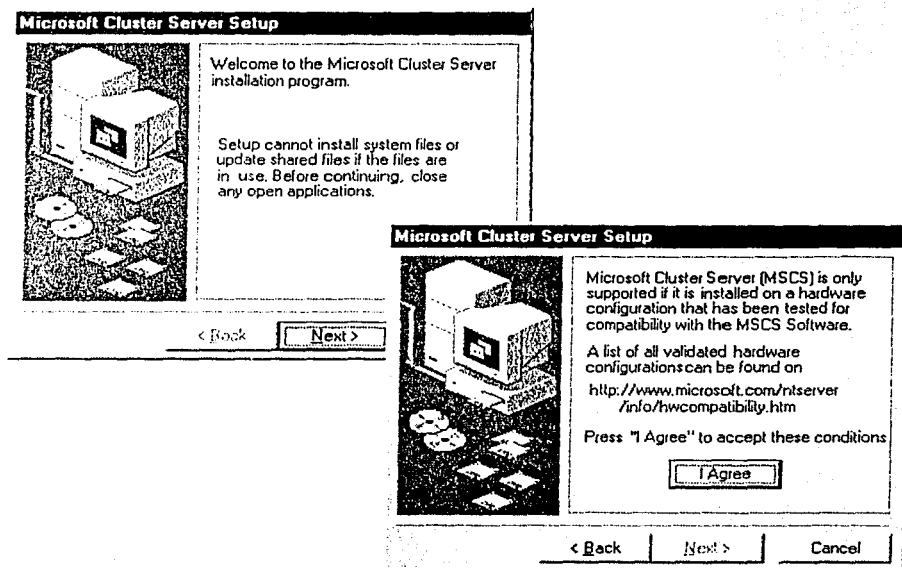 Microsoft Cluster Server Setup
Welcome to the Microsoft Cluster Server
installation program.
Setup cannot install system files or
update shared files if the files are
in use. Before continuing, close
any open applications.
< Back
Next >
Microsoft Cluster Server Setup
Microsoft Cluster Server (MSCS) is only
supported if it is installed on a hardware
configuration that has been tested for
compatibility with the MSCS Software.
A list of all validated hardware
configurationscan be found on
http://www.microsoft.com/ntserver
/info/hwcompatibility.htm
Press "I Agree" to accept these conditions
I Agree
< Back
Next >
Cancel